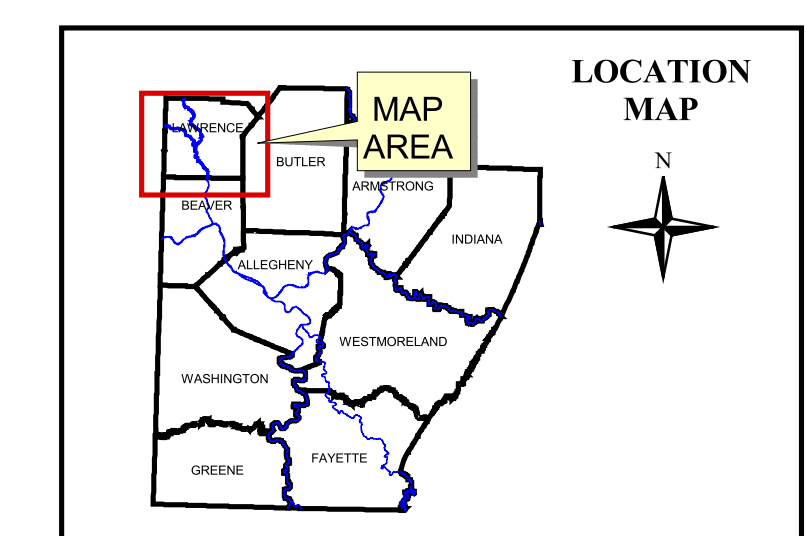 LOCATION
MAP
N
MAP
AREA
LAWRENCE
BUTLER
ARMSTRONG
BEAVER
INDIANA
ALLEGHENY
WESTMORELAND
WASHINGTON
FAYETTE
GREENE